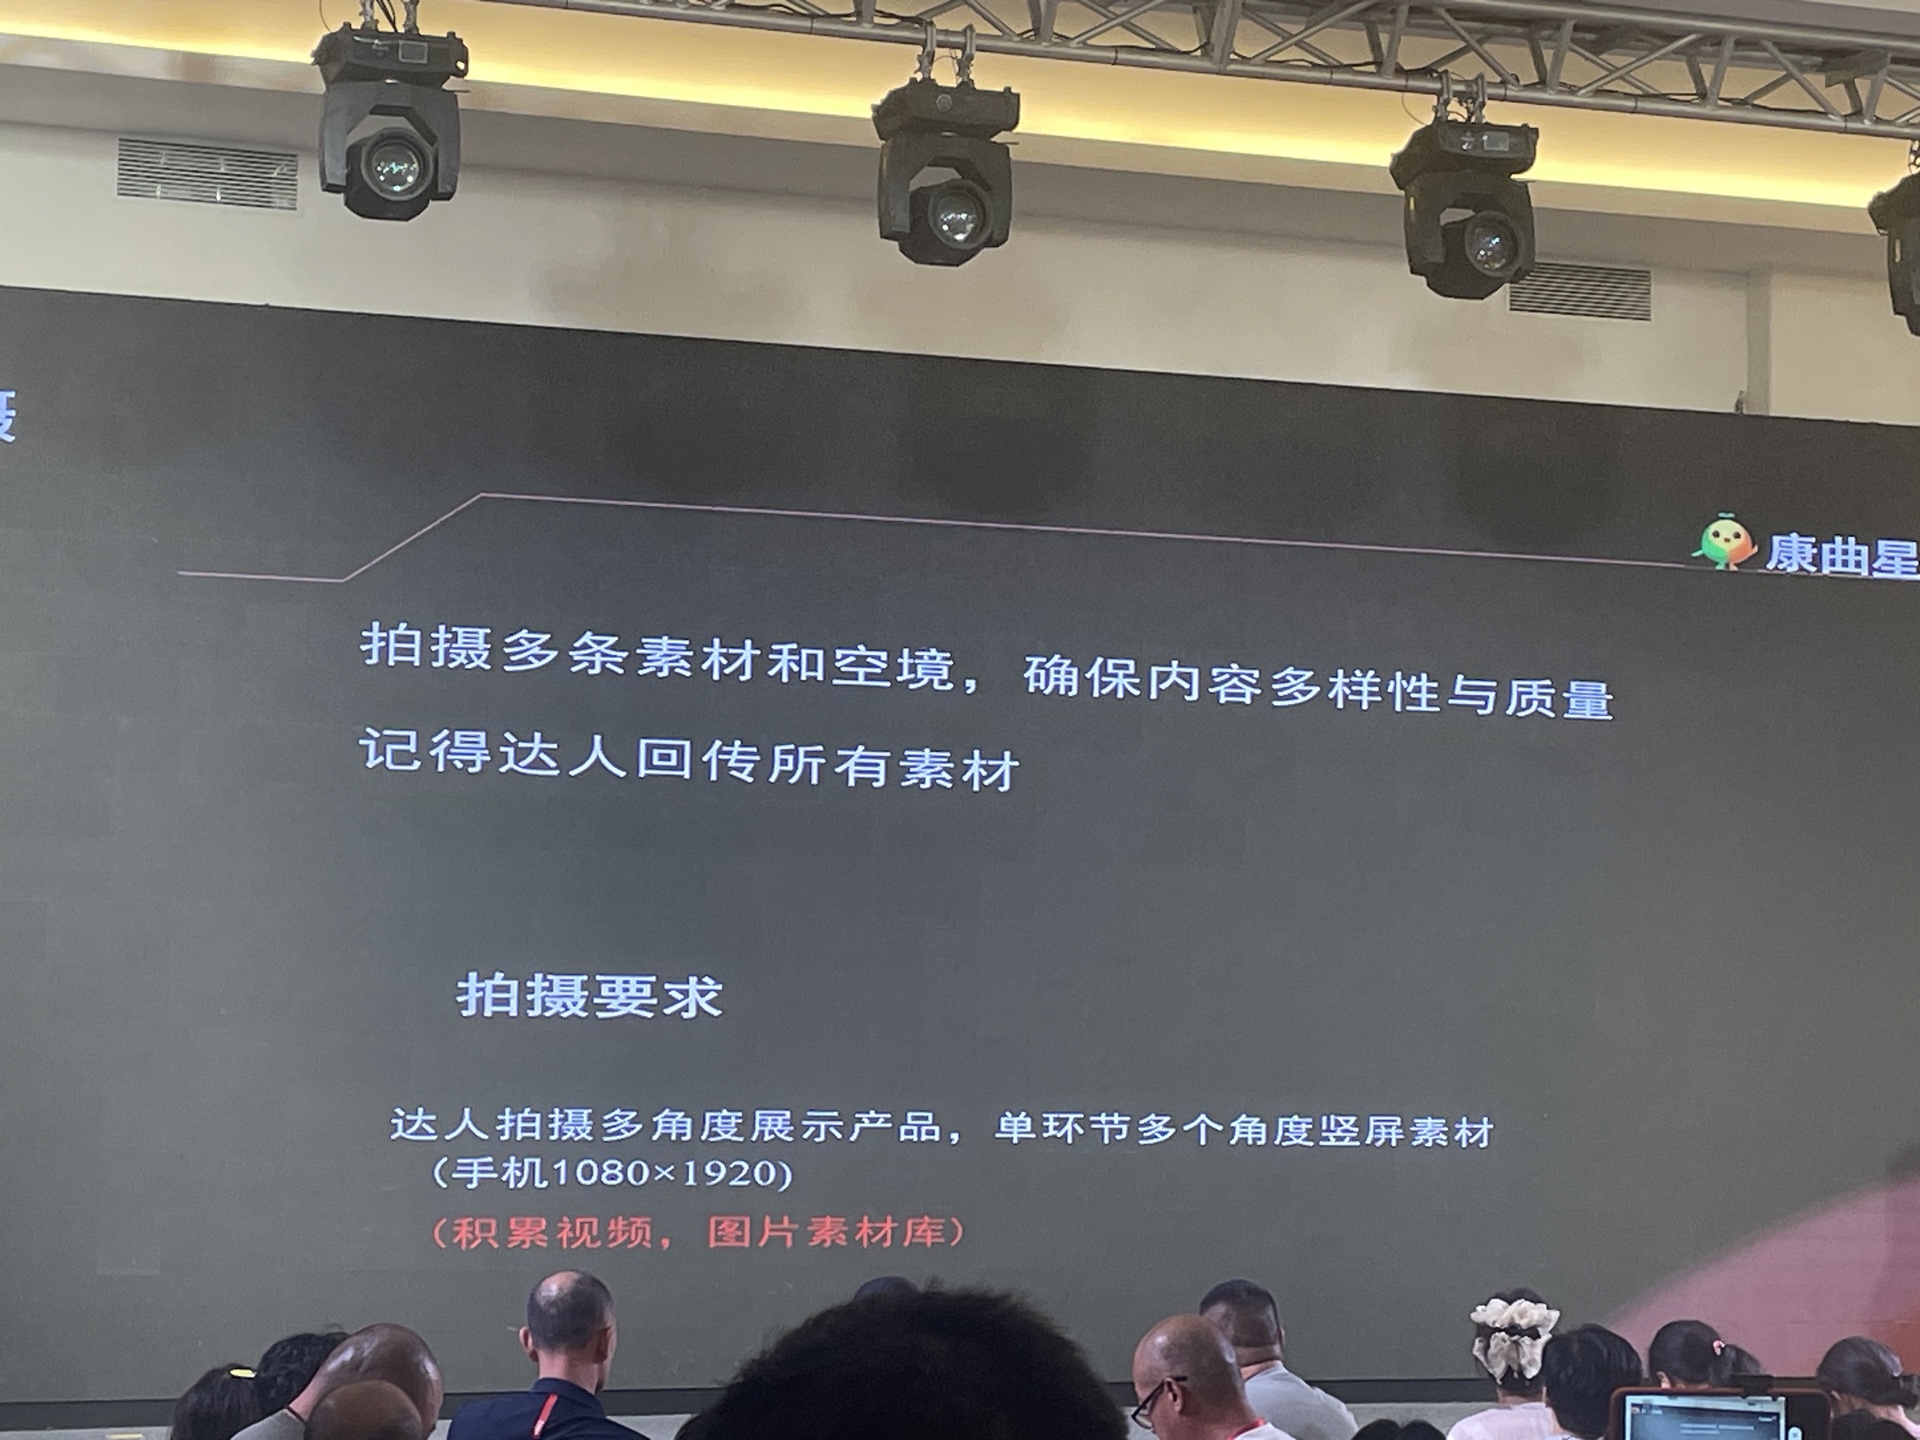 康曲星
拍摄多条素材和空境，确保内容多样性与质量
记得达人回传所有素材
拍摄要求
达人拍摄多角度展示产品，单环节多个角度竖屏素材
（手机1080×1920)
（积累视频，图片素材库）